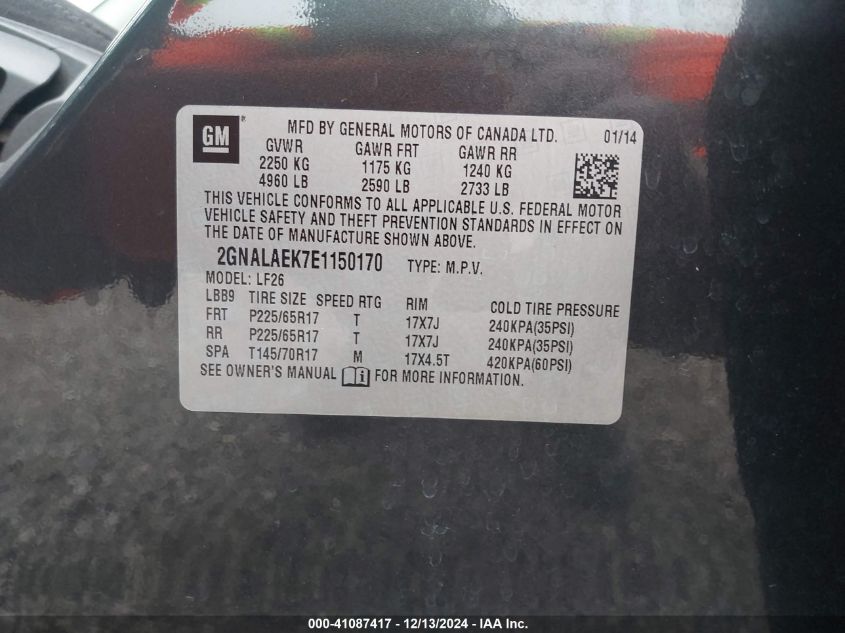 GM ® MFD BY GENERAL MOTORS OF CANADA LTD. 01/14
GVWR GAWR FRT GAWR RR
2250 KG 1175 KG 1240 KG
4960 LB 2590 LB 2733 LB
THIS VEHICLE CONFORMS TO ALL APPLICABLE U.S. FEDERAL MOTOR
VEHICLE SAFETY AND THEFT PREVENTION STANDARDS IN EFFECT ON
THE DATE OF MANUFACTURE SHOWN ABOVE.
2GNALAEK7E1150170 TYPE: M.P.V.
MODEL: LF26
LBB9 TIRE SIZE SPEED RTG RIM COLD TIRE PRESSURE
FRT P225/65R17 T 17X7J 240KPA(35PSI)
RR P225/65R17 T 17X7J 240KPA(35PSI)
SPA T145/70R17 M 17X4.5T 420KPA(60PSI)
SEE OWNER'S MANUAL FOR MORE INFORMATION.
000-41087417 - 12/13/2024 - IAA Inc.